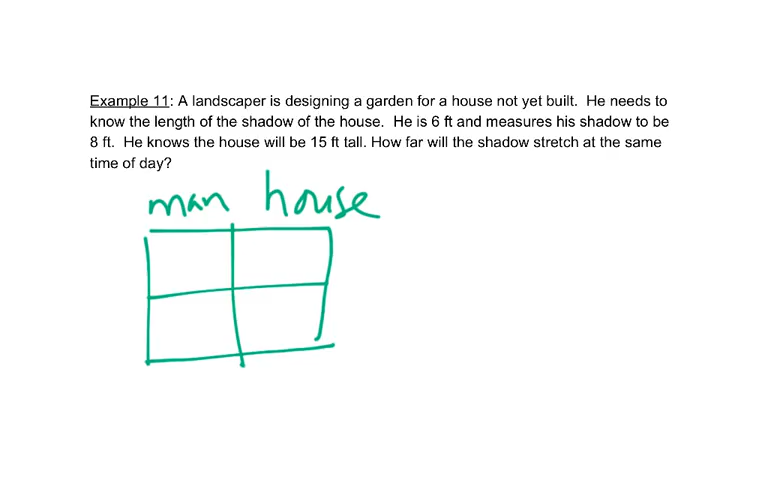 Example 11: A landscaper is designing a garden for a house not yet built.  He needs to
know the length of the shadow of the house.  He is 6 ft and measures his shadow to be
8 ft.  He knows the house will be 15 ft tall. How far will the shadow stretch at the same
time of day?
man house